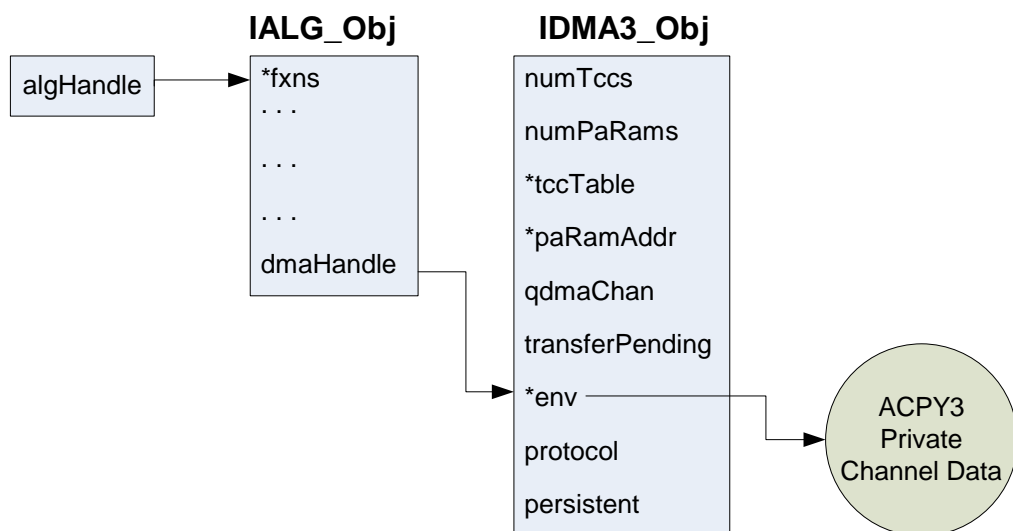 IALG_Obj
IDMA3_Obj
algHandle
*fxns
. . .
. . .
. . .
dmaHandle
numTccs
numPaRams
*tccTable
*paRamAddr
qdmaChan
transferPending
*env
protocol
persistent
ACPY3
Private
Channel Data